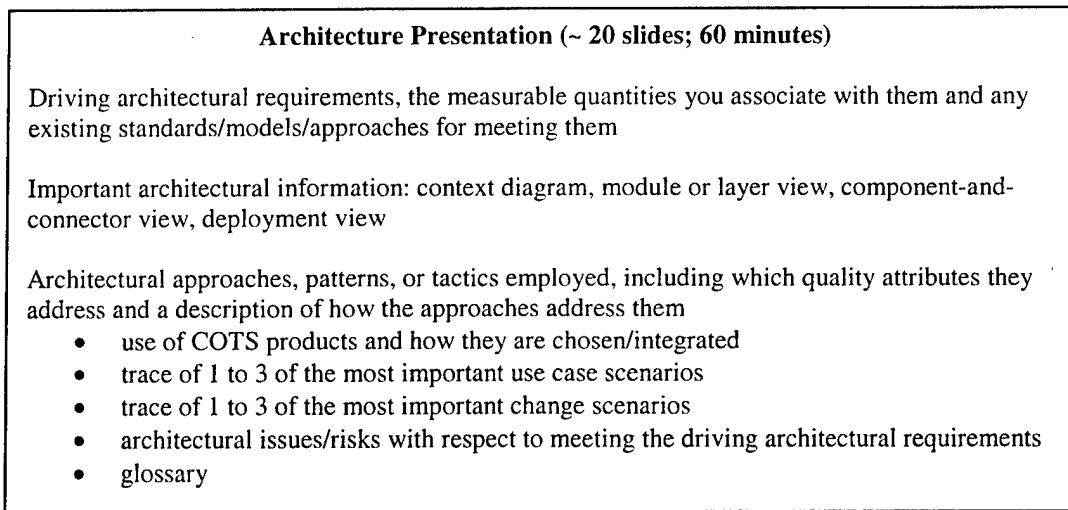 Architecture Presentation (~ 20 slides; 60 minutes)
Driving architectural requirements, the measurable quantities you associate with them and any
existing standards/models/approaches for meeting them
Important architectural information: context diagram, module or layer view, component-and-
connector view, deployment view
Architectural approaches, patterns, or tactics employed, including which quality attributes they
address and a description of how the approaches address them
• use of COTS products and how they are chosen/integrated
• trace of 1 to 3 of the most important use case scenarios
• trace of 1 to 3 of the most important change scenarios
• architectural issues/risks with respect to meeting the driving architectural requirements
• glossary